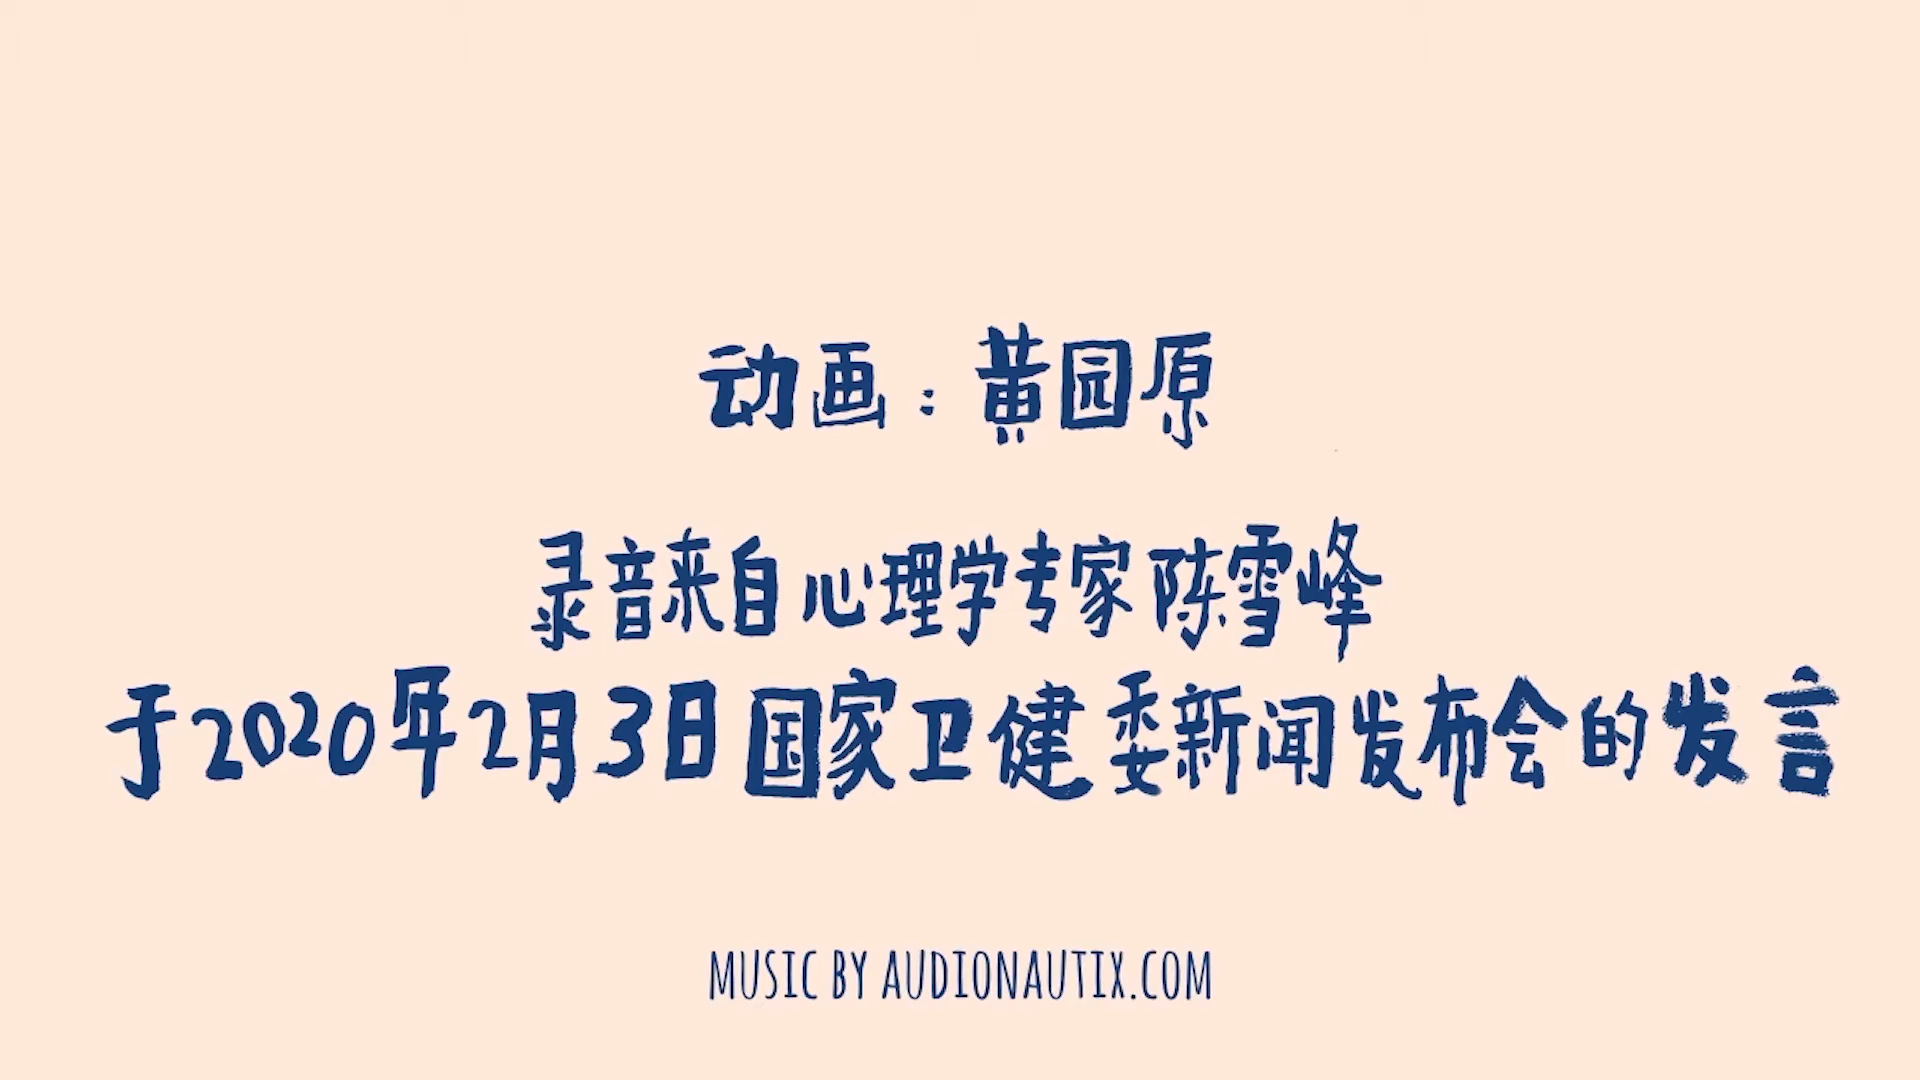 动画：黄园原
录音来自心理学专家陈雪峰
于2020年2月3日国家卫健委新闻发布会的发言
MUSIC BY AUDIONAUTIX.COM